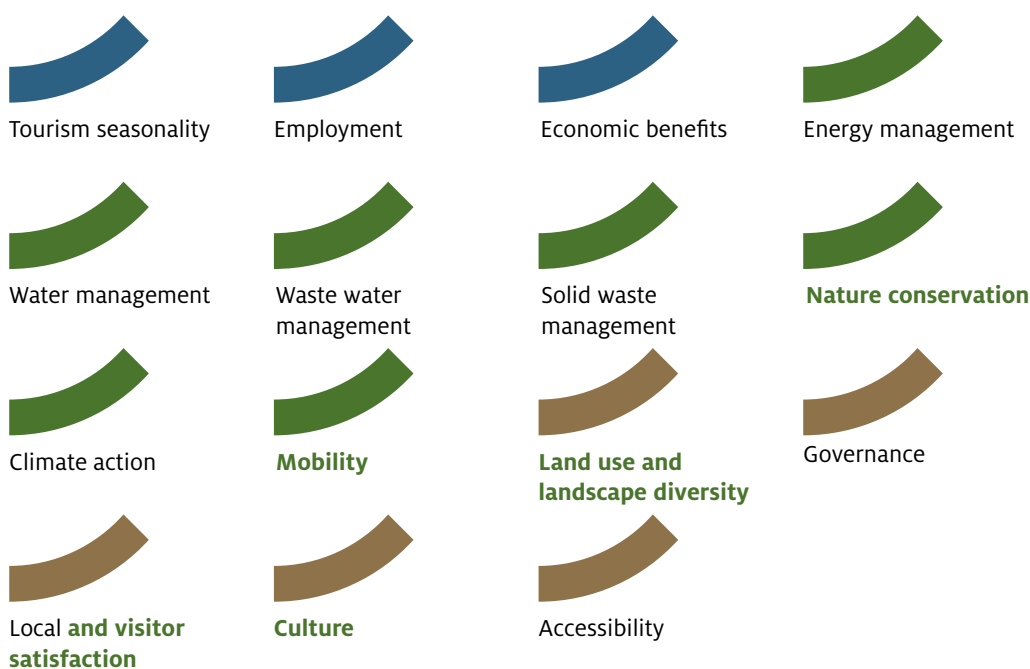 Tourism seasonality
Employment
Economic benefits
Energy management
Water management
Waste water
management
Solid waste
management
Nature conservation
Climate action
Mobility
Land use and
landscape diversity
Governance
Local and visitor
satisfaction
Culture
Accessibility